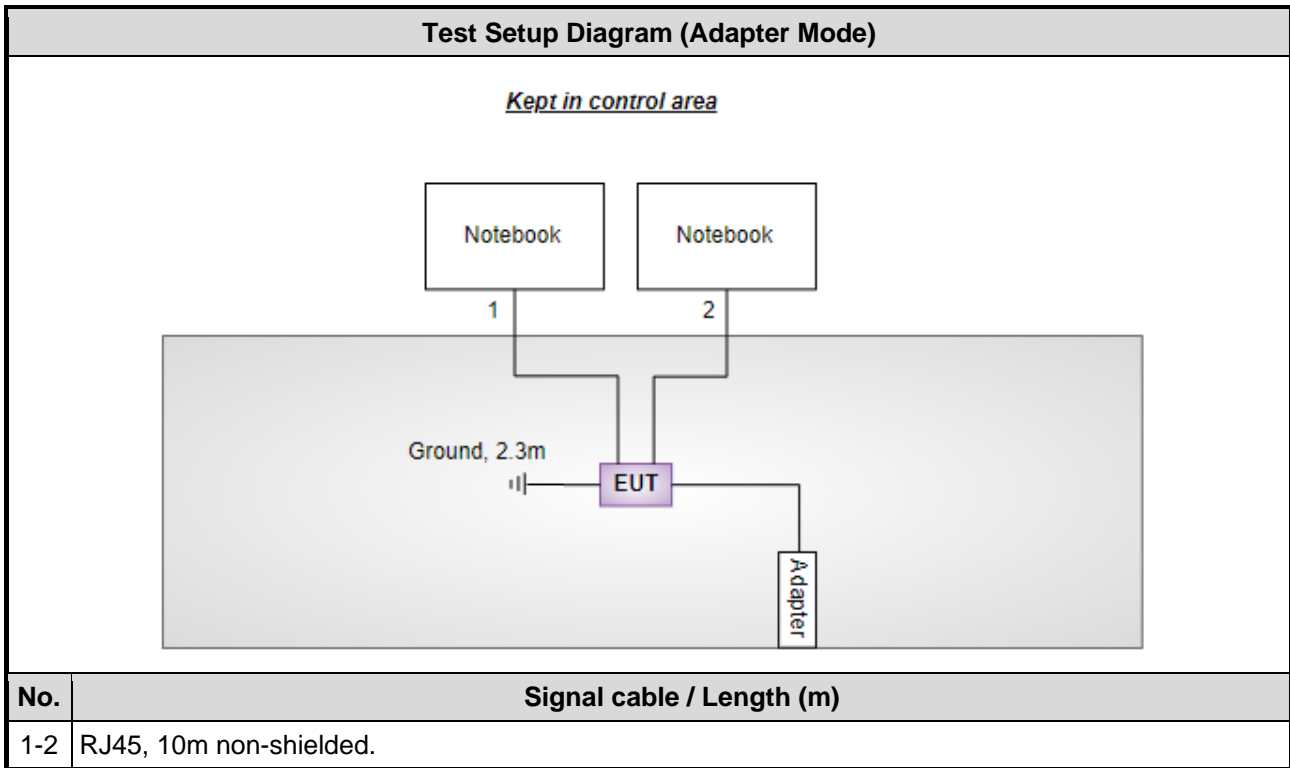 Test Setup Diagram (Adapter Mode)
Kept in control area
Notebook
Notebook
1
2
Ground, 2.3m
EUT
Adapter
No. Signal cable / Length (m)
1-2 RJ45, 10m non-shielded.